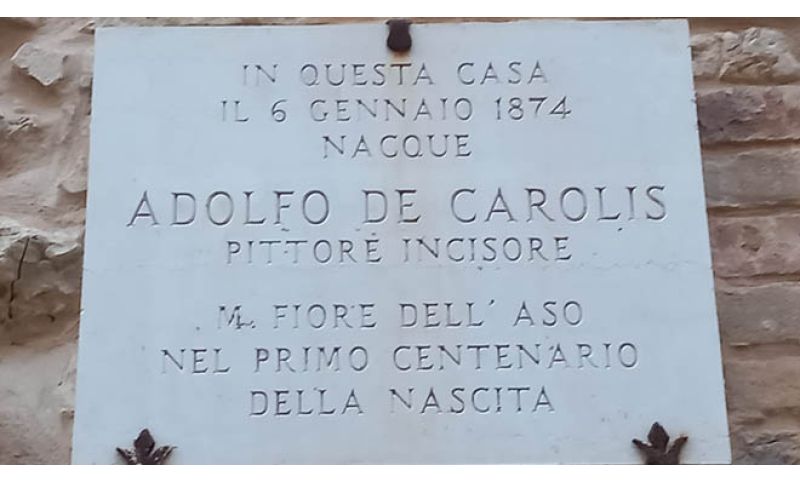 IN QUESTA CASA
IL 6 GENNAIO 1874
NACQUE
ADOLFO DE CAROLIS
PITTORE INCISORE
M. FIORE DELL' ASO
NEL PRIMO CENTENARIO
DELLA NASCITA